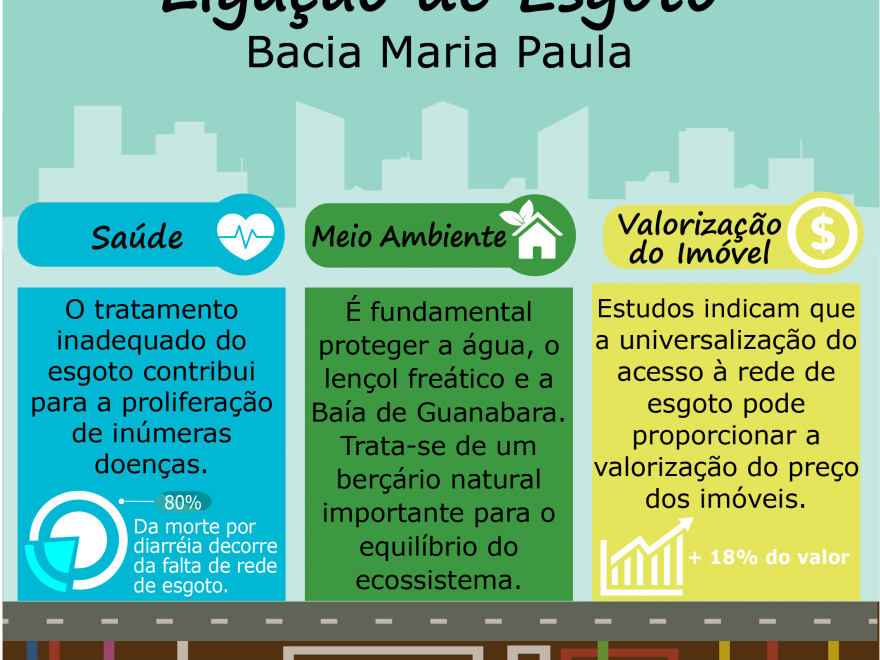 Ligação de Esgoto
Bacia Maria Paula
Saúde
O tratamento
inadequado do
esgoto contribui
para a proliferação
de inúmeras
doenças.
80%
Da morte por
diarréia decorre
da falta de rede
de esgoto.
Meio Ambiente
É fundamental
proteger a água, o
lençol freático e a
Baía de Guanabara.
Trata-se de um
berçário natural
importante para o
equilíbrio do
ecossistema.
Valorização
do Imóvel
$
Estudos indicam que
a universalização do
acesso à rede de
esgoto pode
proporcionar a
valorização do preço
dos imóveis.
+ 18% do valor